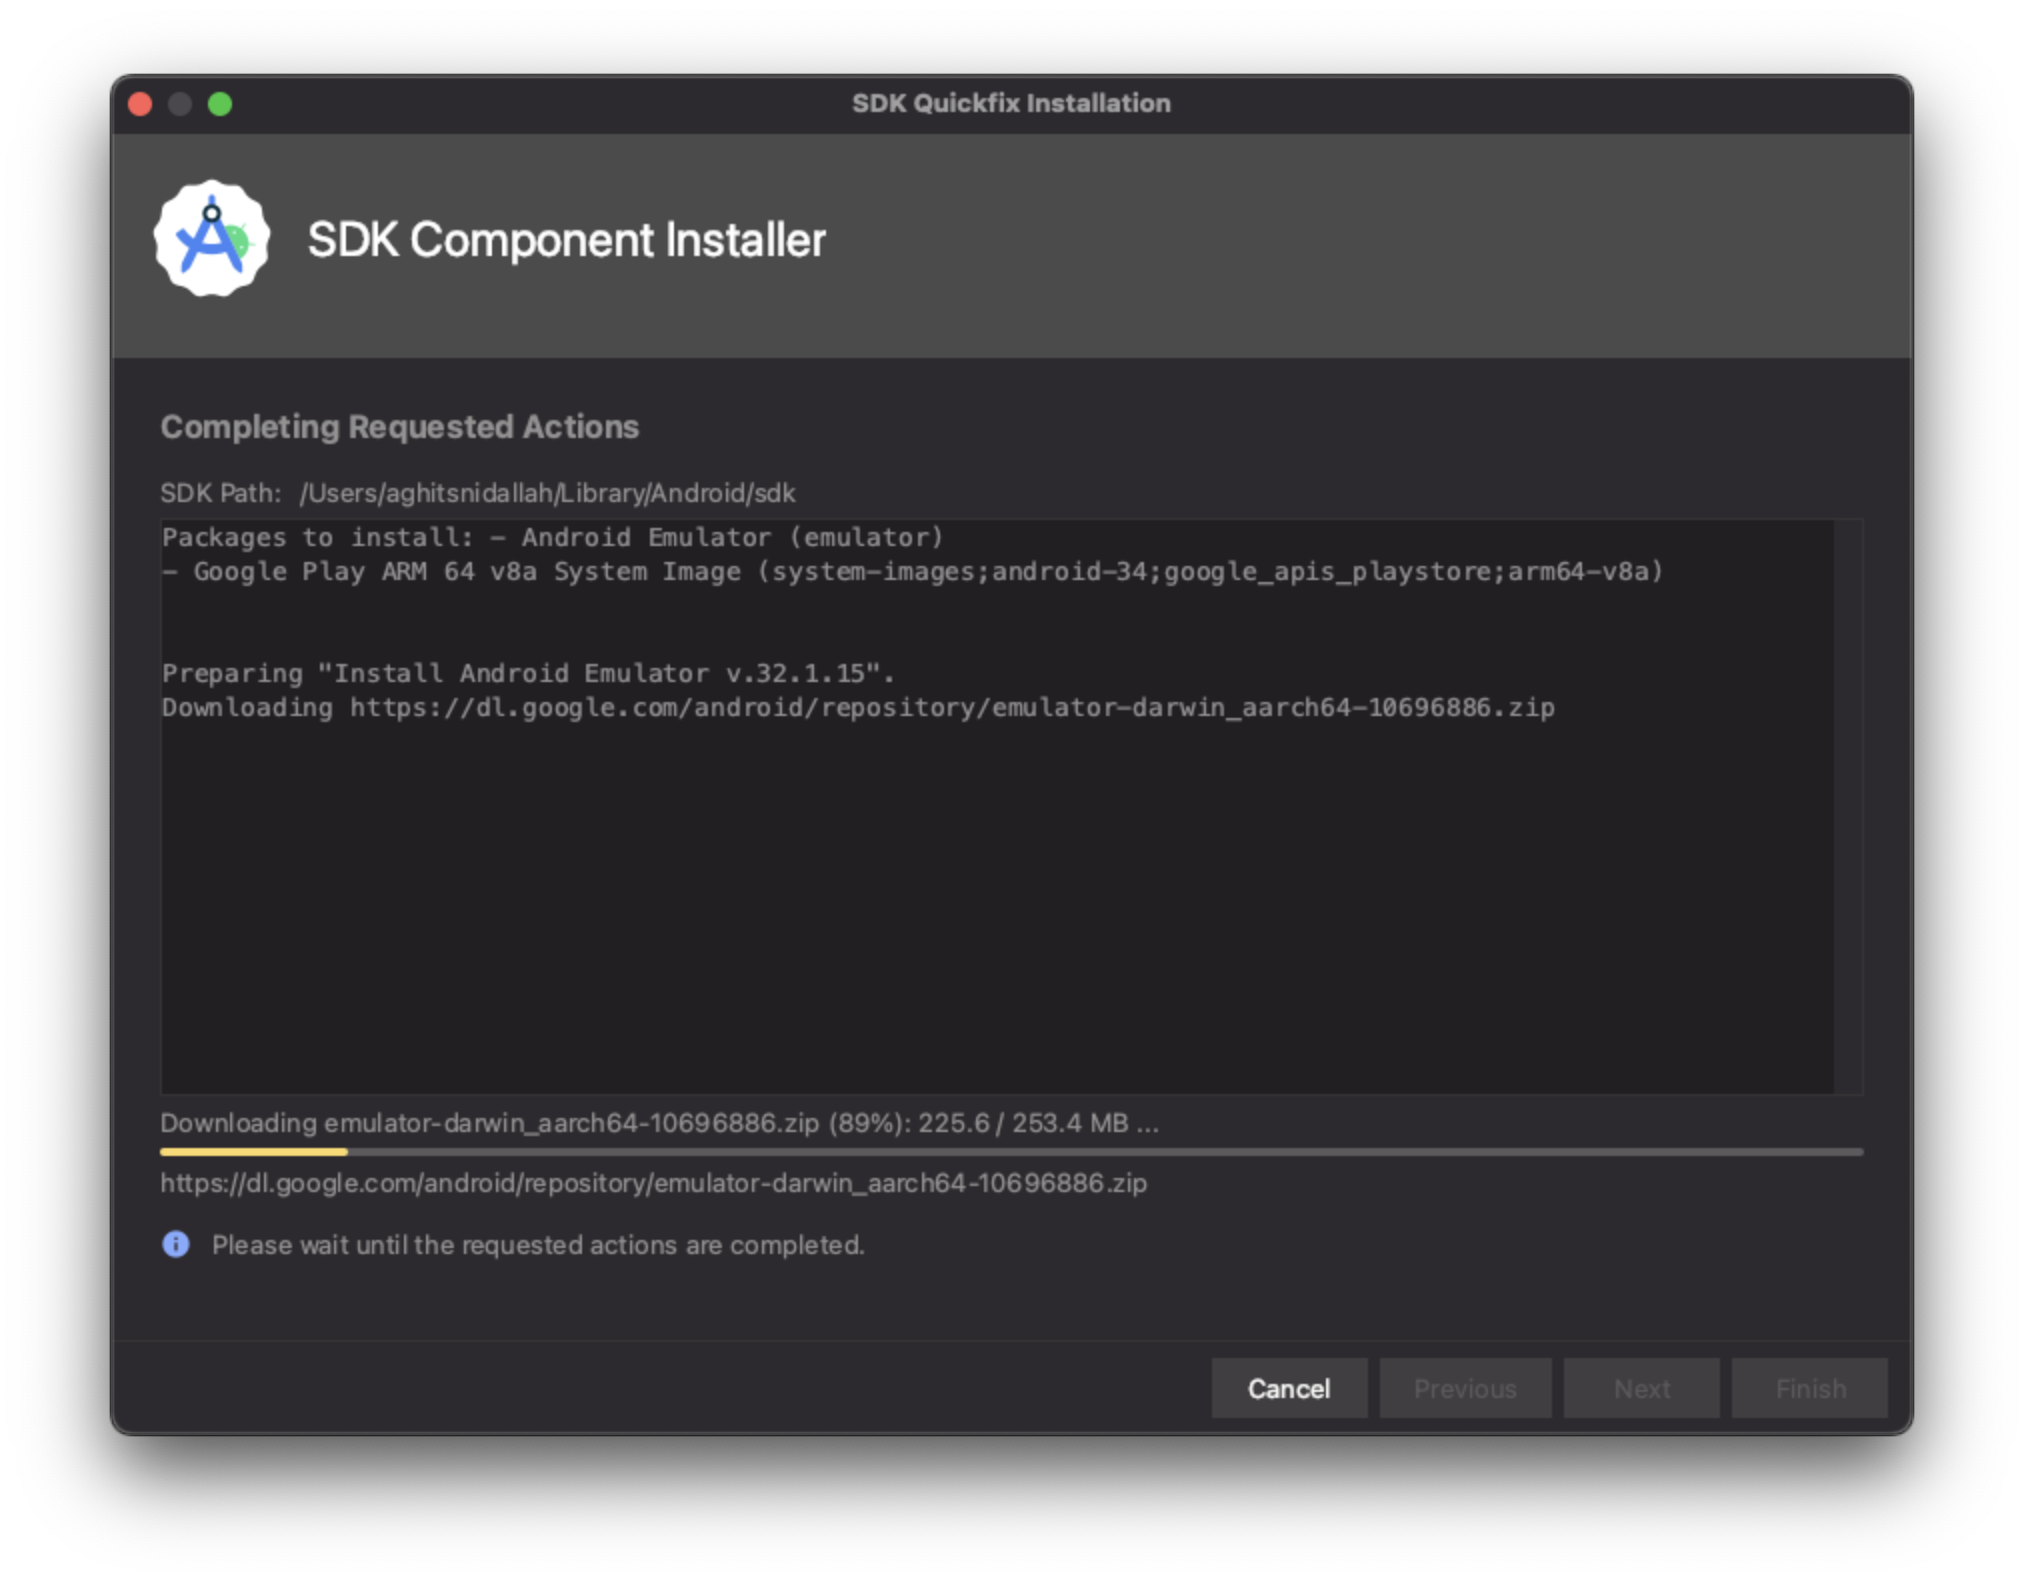 SDK Quickfix Installation
SDK Component Installer
Completing Requested Actions
SDK Path: /Users/aghitsnidallah/Library/Android/sdk
Packages to install: - Android Emulator (emulator)
- Google Play ARM 64 v8a System Image (system-images;android-34;google_apis_playstore;arm64-v8a)
Preparing "Install Android Emulator v.32.1.15".
Downloading https://dl.google.com/android/repository/emulator-darwin_aarch64-10696886.zip
Downloading emulator-darwin_aarch64-10696886.zip (89%): 225.6 / 253.4 MB ...
https://dl.google.com/android/repository/emulator-darwin_aarch64-10696886.zip
Please wait until the requested actions are completed.
Cancel Previous Next Finish